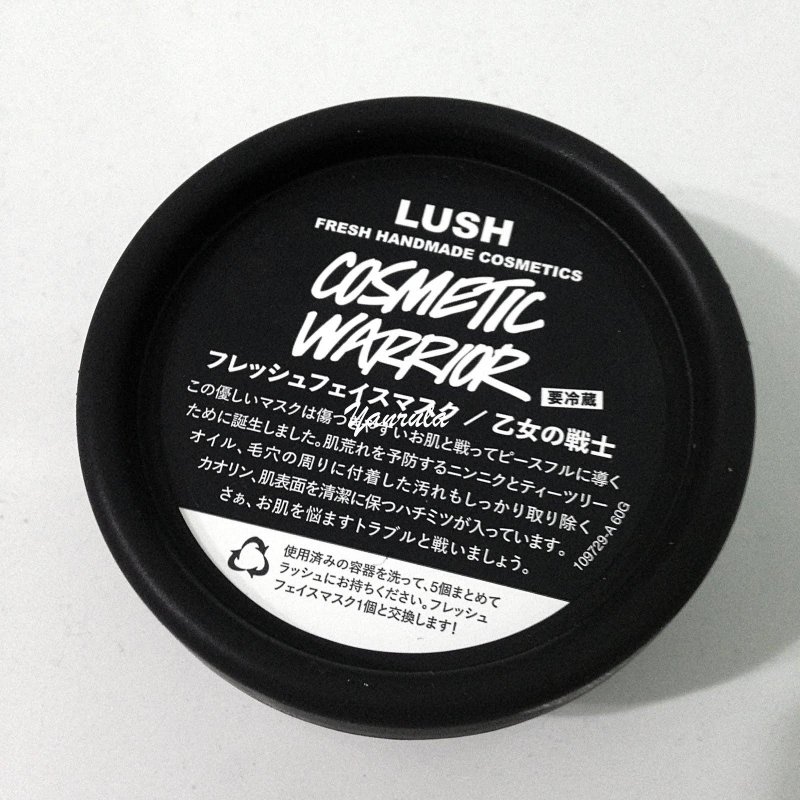 LUSH
FRESH HANDMADE COSMETICS
COSMETIC
WARRIOR
要冷蔵
フレッシュフェイスマスク / 乙女の戦士
この優しいマスクは傷つきやすいお肌と戦ってピースフルに導く
ために誕生しました。肌荒れを予防するニンニクとティーツリー
オイル、毛穴の周りに付着した汚れもしっかり取り除く
カオリン、肌表面を清潔に保つハチミツが入っています。
さぁ、お肌を悩ますトラブルと戦いましょう。
109729-A 60G
使用済みの容器を洗って、5個まとめて
ラッシュにお持ちください。フレッシュ
フェイスマスク1個と交換します!